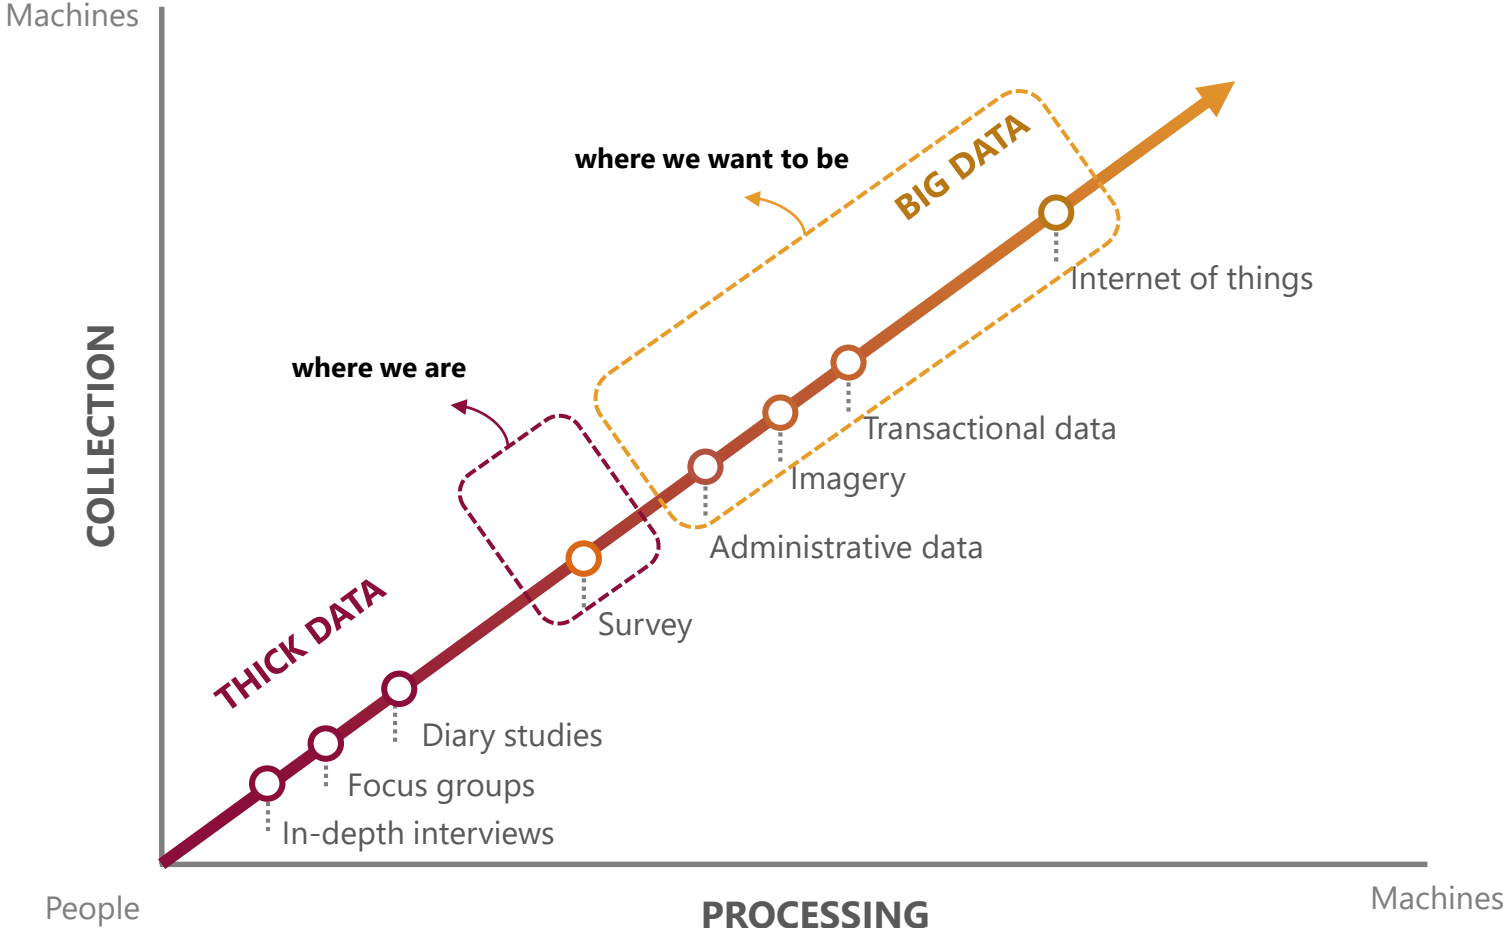 Machines
BIG DATA
where we want to be
Internet of things
COLLECTION
where we are
Transactional data
Imagery
Administrative data
THICK DATA
Survey
Diary studies
Focus groups
In-depth interviews
People
PROCESSING
Machines